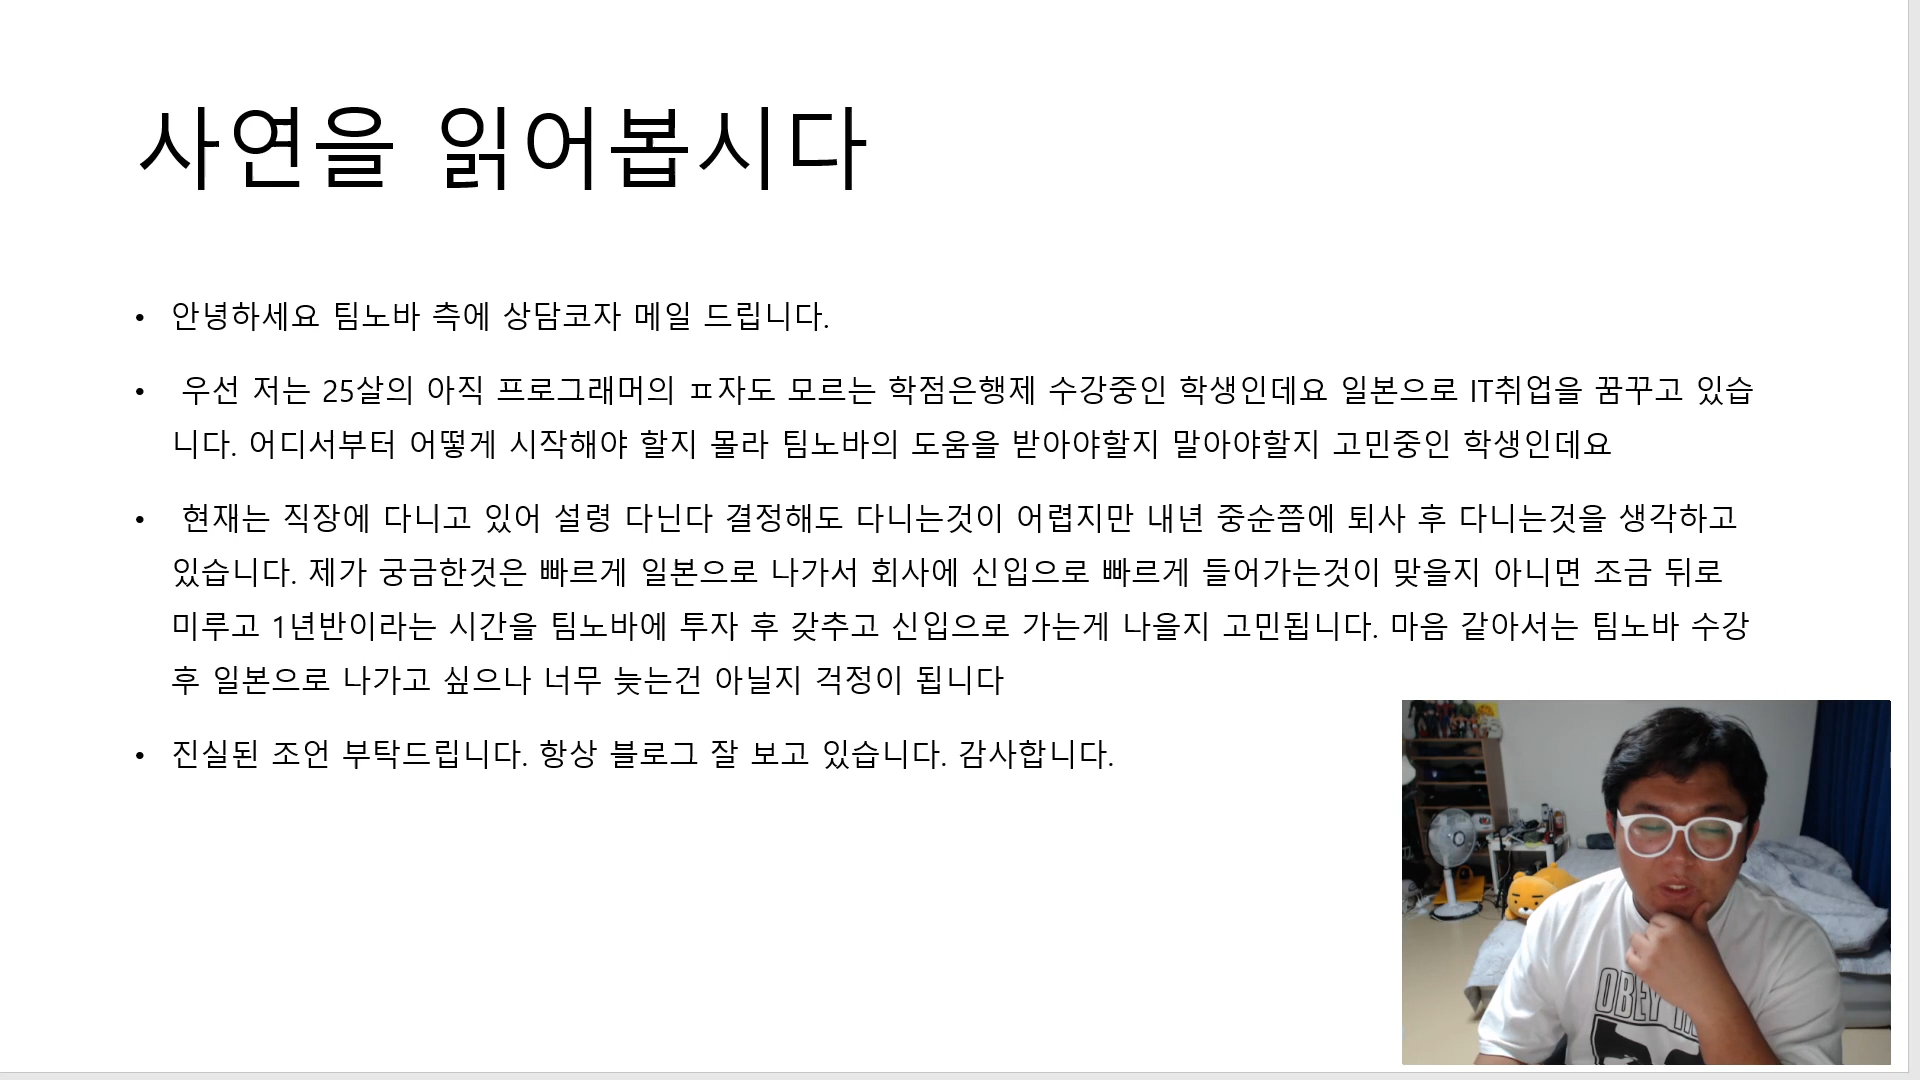 사연을 읽어봅시다
• 안녕하세요 팀노바 측에 상담코자 메일 드립니다.
• 우선 저는 25살의 아직 프로그래머의 ㅍ자도 모르는 학점은행제 수강중인 학생인데요 일본으로 IT취업을 꿈꾸고 있습
니다. 어디서부터 어떻게 시작해야 할지 몰라 팀노바의 도움을 받아야할지 말아야할지 고민중인 학생인데요
• 현재는 직장에 다니고 있어 설령 다닌다 결정해도 다니는것이 어렵지만 내년 중순쯤에 퇴사 후 다니는것을 생각하고
있습니다. 제가 궁금한것은 빠르게 일본으로 나가서 회사에 신입으로 빠르게 들어가는것이 맞을지 아니면 조금 뒤로
미루고 1년반이라는 시간을 팀노바에 투자 후 갖추고 신입으로 가는게 나을지 고민됩니다. 마음 같아서는 팀노바 수강
후 일본으로 나가고 싶으나 너무 늦는건 아닐지 걱정이 됩니다
• 진실된 조언 부탁드립니다. 항상 블로그 잘 보고 있습니다. 감사합니다.
OBEY